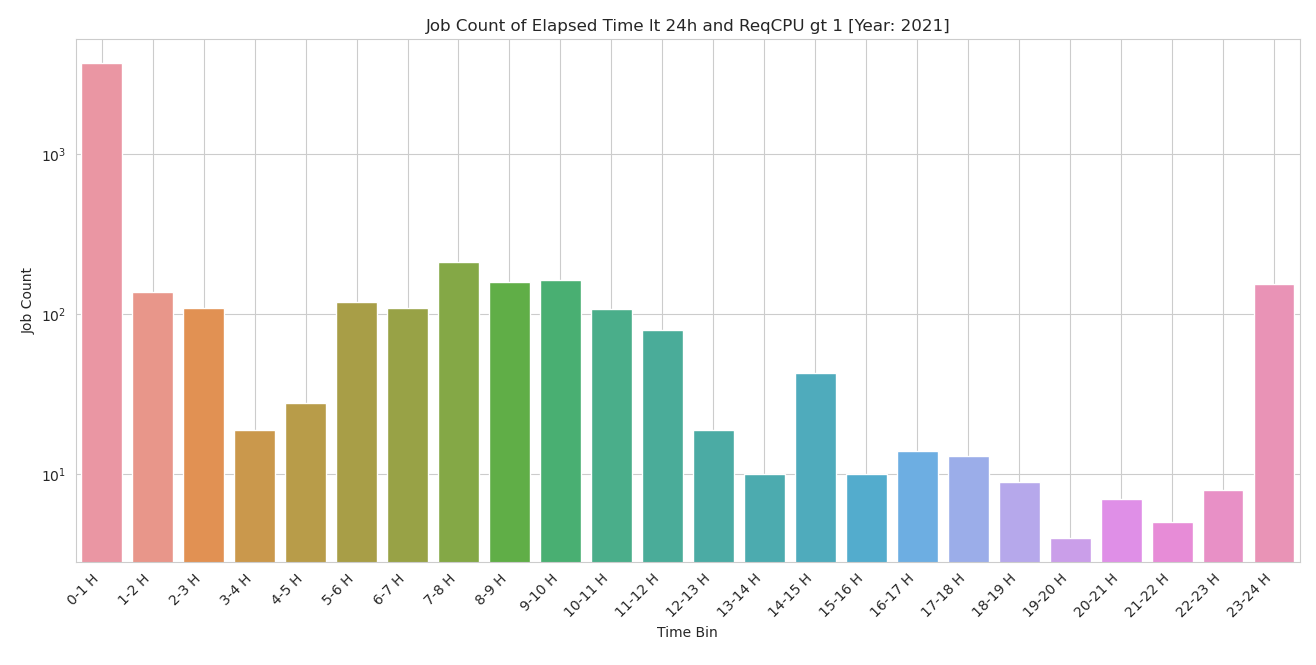 Job Count of Elapsed Time lt 24h and ReqCPU gt 1 [Year: 2021]
Job Count
10³
10²
10¹
0-1 H
1-2 H
2-3 H
3-4 H
4-5 H
5-6 H
6-7 H
7-8 H
8-9 H
9-10 H
10-11 H
11-12 H
12-13 H
13-14 H
14-15 H
15-16 H
16-17 H
17-18 H
18-19 H
19-20 H
20-21 H
21-22 H
22-23 H
23-24 H
Time Bin